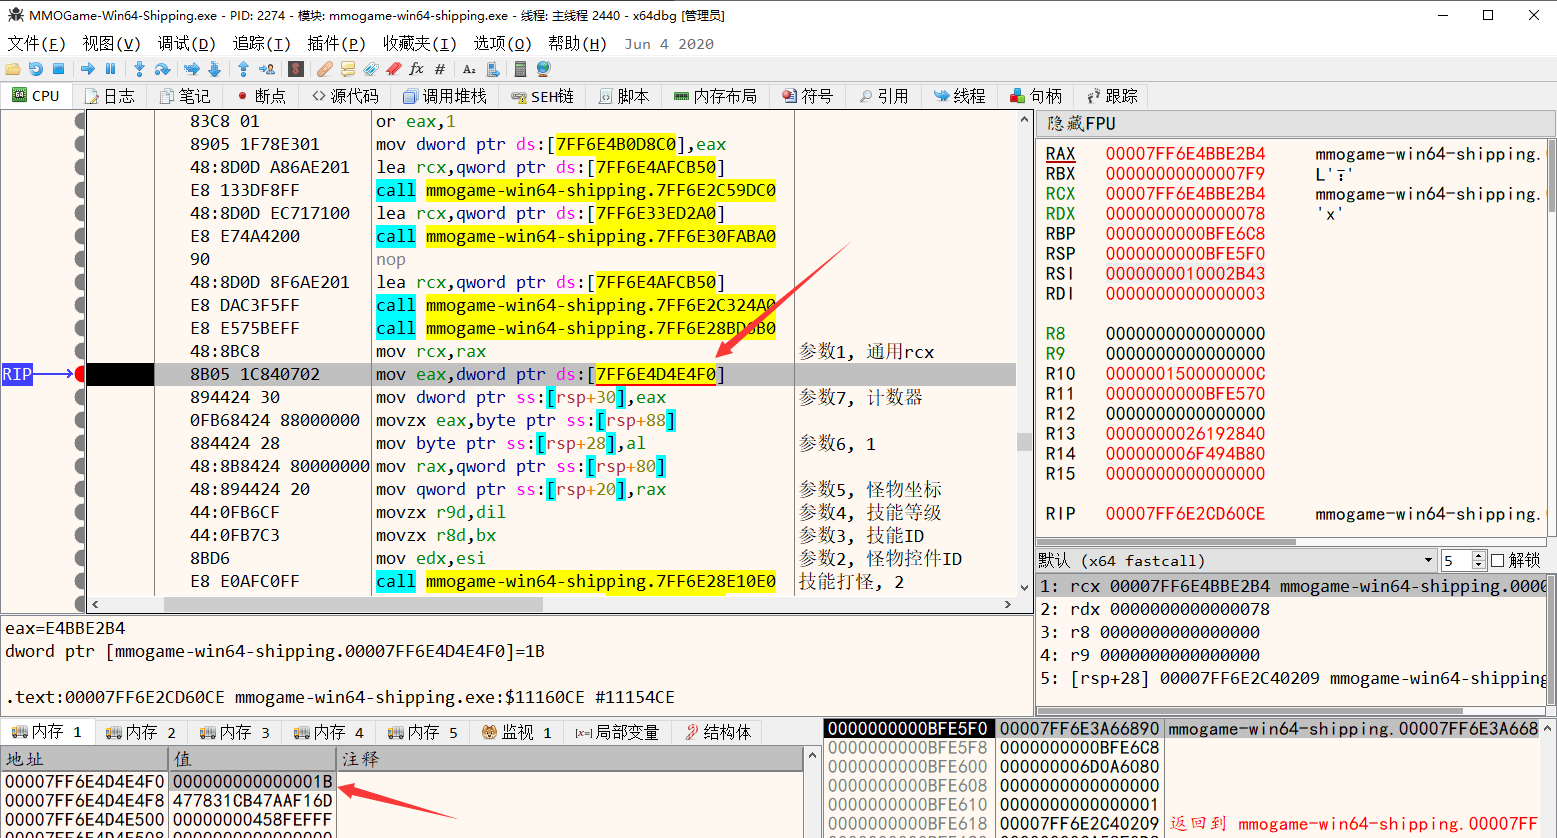 MMOGame-Win64-Shipping.exe - PID: 2274 - 模块: mmogame-win64-shipping.exe - 线程: 主线程 2440 - x64dbg [管理员]
文件(F) 视图(V) 调试(D) 追踪(T) 插件(P) 收藏夹(I) 选项(O) 帮助(H) Jun 4 2020
CPU 日志 笔记 断点 源代码 调用堆栈 SEH链 脚本 内存布局 符号 引用 线程 句柄 跟踪
83C8 01 or eax,1
8905 1F78E301 mov dword ptr ds:[7FF6E4B0D8C0],eax
48:8D0D A86AE201 lea rcx,qword ptr ds:[7FF6E4AFCB50]
E8 133DF8FF call mmogame-win64-shipping.7FF6E2C59DC0
48:8D0D EC717100 lea rcx,qword ptr ds:[7FF6E33ED2A0]
E8 E74A4200 call mmogame-win64-shipping.7FF6E30FABA0
90 nop
48:8D0D 8F6AE201 lea rcx,qword ptr ds:[7FF6E4AFCB50]
E8 DAC3F5FF call mmogame-win64-shipping.7FF6E2C324A0
E8 E575BEFF call mmogame-win64-shipping.7FF6E28BD6B0
48:8BC8 mov rcx,rax 参数1, 通用rcx
RIP 8B05 1C840702 mov eax,dword ptr ds:[7FF6E4D4E4F0]
894424 30 mov dword ptr ss:[rsp+30],eax 参数7, 计数器
0FB68424 88000000 movzx eax,byte ptr ss:[rsp+88]
884424 28 mov byte ptr ss:[rsp+28],al 参数6, 1
48:8B8424 80000000 mov rax,qword ptr ss:[rsp+80]
48:894424 20 mov qword ptr ss:[rsp+20],rax 参数5, 怪物坐标
44:0FB6CF movzx r9d,dil 参数4, 技能等级
44:0FB7C3 movzx r8d,bx 参数3, 技能ID
8BD6 mov edx,esi 参数2, 怪物控件ID
E8 E0AFC0FF call mmogame-win64-shipping.7FF6E28E10E0 技能打怪, 2
隐藏FPU
RAX 00007FF6E4BBE2B4 mmogame-win64-shipping.
RBX 00000000000007F9 L'߹'
RCX 00007FF6E4BBE2B4 mmogame-win64-shipping.
RDX 0000000000000078 'x'
RBP 0000000000BFE6C8
RSP 0000000000BFE5F0
RSI 0000000010002B43
RDI 0000000000000003
R8 0000000000000000
R9 0000000000000000
R10 000000150000000C
R11 0000000000BFE570
R12 0000000000000000
R13 0000000026192840
R14 000000006F494B80
R15 0000000000000000
RIP 00007FF6E2CD60CE mmogame-win64-shipping.
默认 (x64 fastcall) 5 解锁
1: rcx 00007FF6E4BBE2B4 mmogame-win64-shipping.0000
2: rdx 0000000000000078
3: r8 0000000000000000
4: r9 0000000000000000
5: [rsp+28] 00007FF6E2C40209 mmogame-win64-shipping
eax=E4BBE2B4
dword ptr [mmogame-win64-shipping.00007FF6E4D4E4F0]=1B
.text:00007FF6E2CD60CE mmogame-win64-shipping.exe:$11160CE #11154CE
内存 1 内存 2 内存 3 内存 4 内存 5 监视 1 [x=]局部变量 结构体
地址 值 注释
00007FF6E4D4E4F0 000000000000001B
00007FF6E4D4E4F8 477831CB47AAF16D
00007FF6E4D4E500 00000000458FEFFF
00007FF6E4D4E508 0000000000000000
0000000000BFE5F0 00007FF6E3A66890 mmogame-win64-shipping.00007FF6E3A668
0000000000BFE5F8 0000000000BFE6C8
0000000000BFE600 000000006D0A6080
0000000000BFE608 0000000000000000
0000000000BFE610 0000000000000001
0000000000BFE618 00007FF6E2C40209 返回到 mmogame-win64-shipping.00007FF